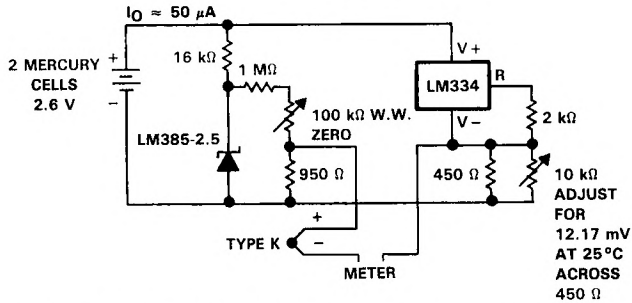 I₀ ≈ 50 μA
2 MERCURY
CELLS
2.6 V
+
−
16 kΩ
1 MΩ
100 kΩ W.W.
ZERO
LM385-2.5
950 Ω
V+
LM334
R
V−
2 kΩ
450 Ω
10 kΩ
ADJUST
FOR
12.17 mV
AT 25°C
ACROSS
450 Ω
+
TYPE K
−
METER